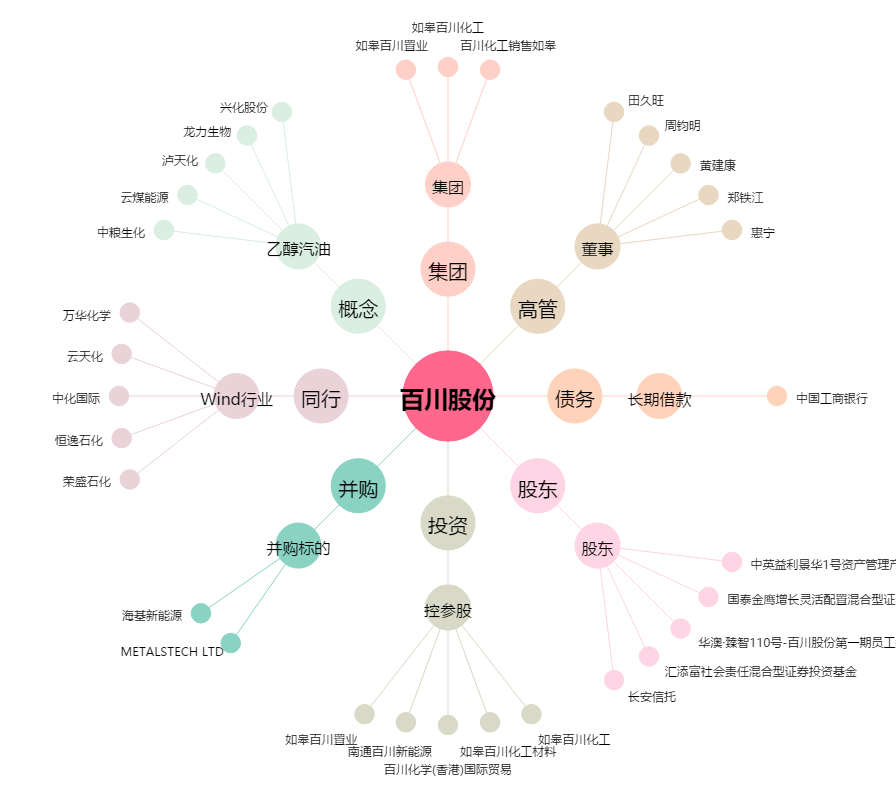 如皋百川化工
如皋百川置业
百川化工销售如皋
集团
集团
田久旺
周钧明
黄建康
郑铁江
惠宁
董事
高管
兴化股份
龙力生物
泸天化
云煤能源
中粮生化
乙醇汽油
概念
万华化学
云天化
中化国际
恒逸石化
荣盛石化
Wind行业
同行
百川股份
债务
长期借款
中国工商银行
并购
并购标的
海基新能源
METALSTECH LTD
投资
控参股
如皋百川置业
南通百川新能源
百川化学(香港)国际贸易
如皋百川化工材料
如皋百川化工
股东
股东
中英益利景华1号资产管理产
国泰金鹰增长灵活配置混合型证
华澳·臻智110号-百川股份第一期员工
汇添富社会责任混合型证券投资基金
长安信托